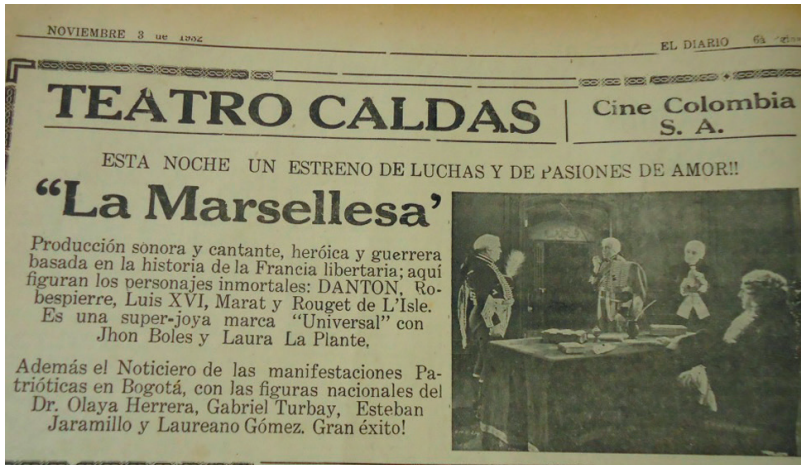 NOVIEMBRE 3 de 1932
EL DIARIO
TEATRO CALDAS
Cine Colombia
S. A.
ESTA NOCHE UN ESTRENO DE LUCHAS Y DE PASIONES DE AMOR!!
“La Marsellesa’
Producción sonora y cantante, heróica y guerrera
basada en la historia de la Francia libertaria; aquí
figuran los personajes inmortales: DANTON, Ro-
bespierre, Luis XVI, Marat y Rouget de L'Isle.
Es una super-joya marca “Universal” con
Jhon Boles y Laura La Plante,
Además el Noticiero de las manifestaciones Pa-
trióticas en Bogotá, con las figuras nacionales del
Dr. Olaya Herrera, Gabriel Turbay, Esteban
Jaramillo y Laureano Gómez. Gran éxito!